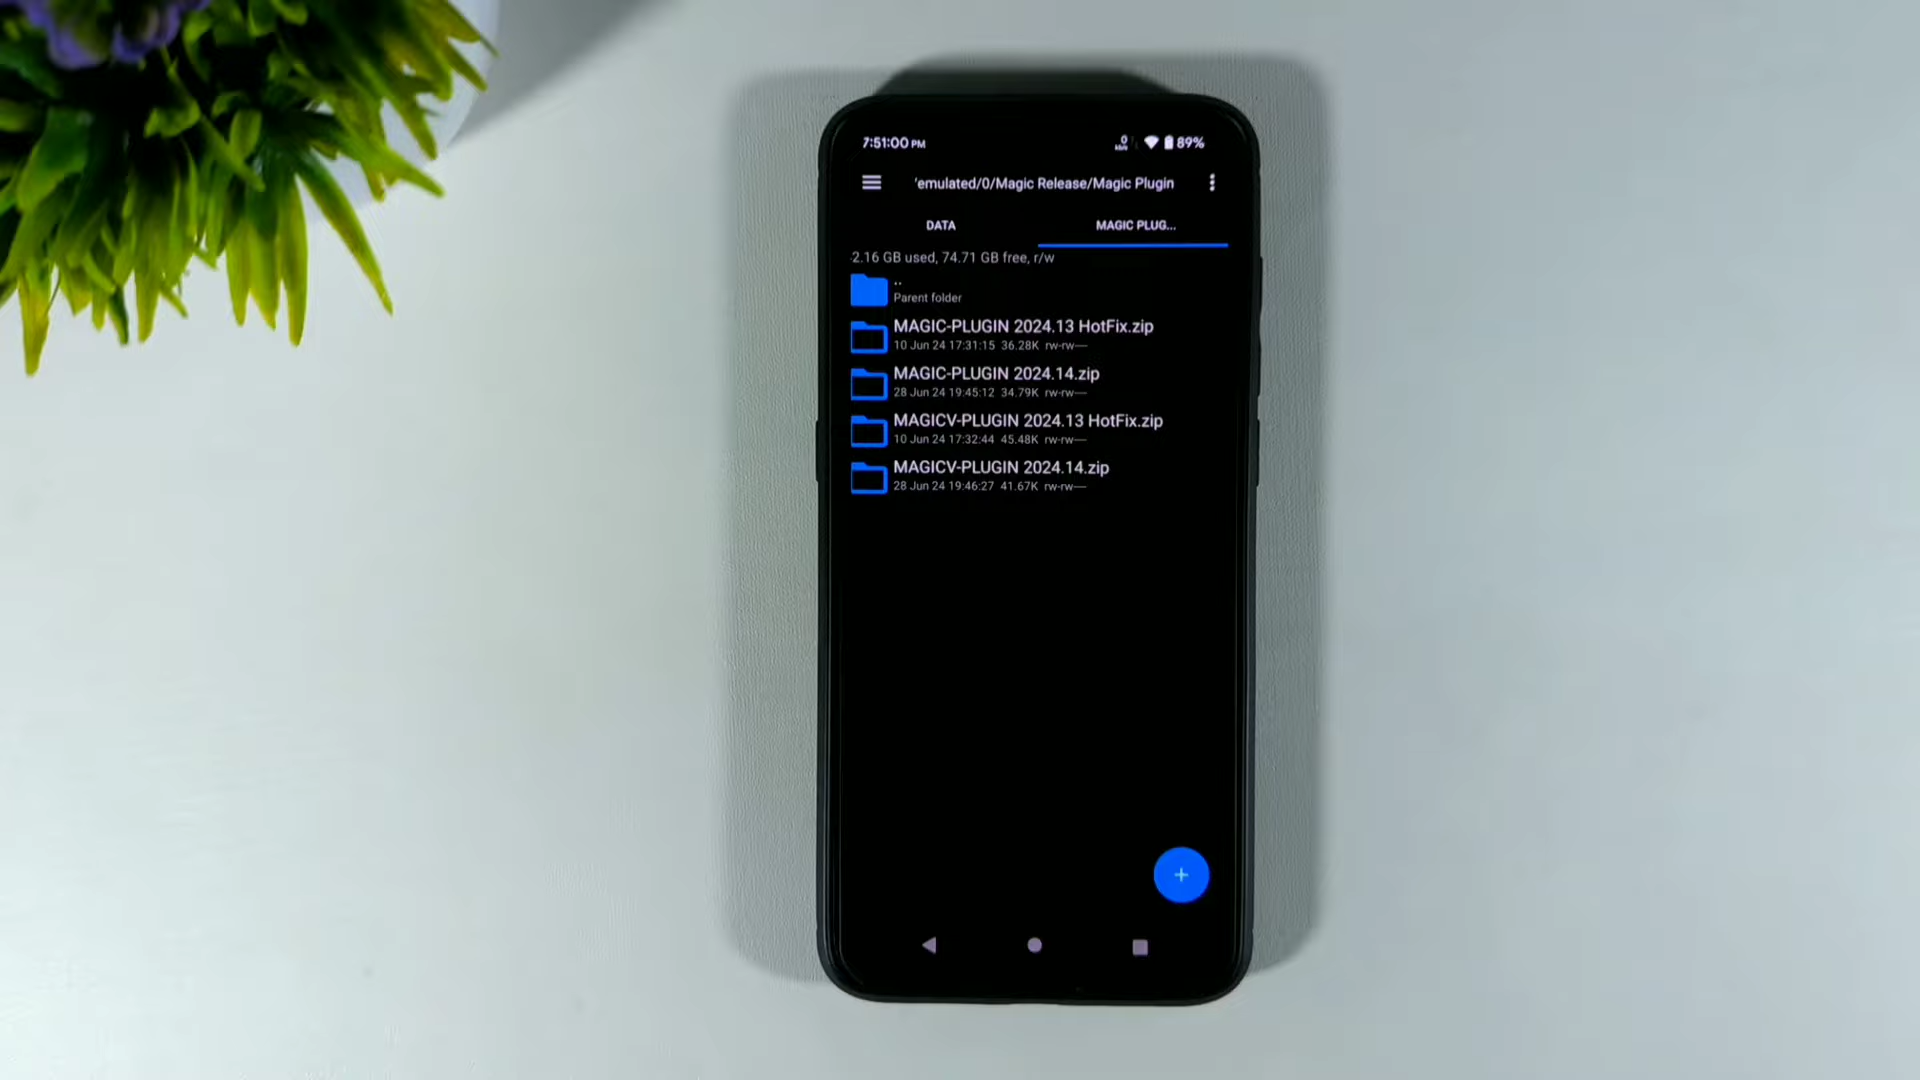 7:51:00 PM
89%
'emulated/0/Magic Release/Magic Plugin
DATA
MAGIC PLUG...
2.16 GB used, 74.71 GB free, r/w
..
Parent folder
MAGIC-PLUGIN 2024.13 HotFix.zip
10 Jun 24 17:31:15 36.28K rw-rw----
MAGIC-PLUGIN 2024.14.zip
28 Jun 24 19:45:12 34.79K rw-rw----
MAGICV-PLUGIN 2024.13 HotFix.zip
10 Jun 24 17:32:44 45.48K rw-rw----
MAGICV-PLUGIN 2024.14.zip
28 Jun 24 19:46:27 41.67K rw-rw----